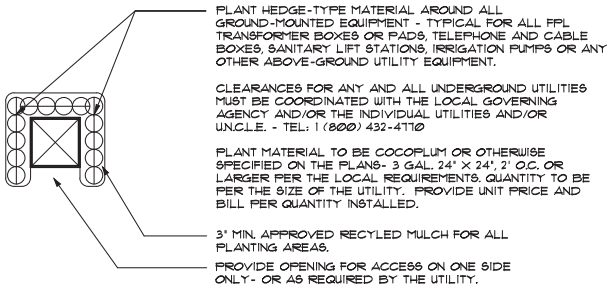 PLANT HEDGE-TYPE MATERIAL AROUND ALL
GROUND-MOUNTED EQUIPMENT - TYPICAL FOR ALL FPL
TRANSFORMER BOXES OR PADS, TELEPHONE AND CABLE
BOXES, SANITARY LIFT STATIONS, IRRIGATION PUMPS OR ANY
OTHER ABOVE-GROUND UTILITY EQUIPMENT.
CLEARANCES FOR ANY AND ALL UNDERGROUND UTILITIES
MUST BE COORDINATED WITH THE LOCAL GOVERNING
AGENCY AND/OR THE INDIVIDUAL UTILITIES AND/OR
U.N.C.L.E. - TEL: 1 (800) 432-4770
PLANT MATERIAL TO BE COCOPLUM OR OTHERWISE
SPECIFIED ON THE PLANS- 3 GAL. 24" X 24", 2' O.C. OR
LARGER PER THE LOCAL REQUIREMENTS. QUANTITY TO BE
PER THE SIZE OF THE UTILITY. PROVIDE UNIT PRICE AND
BILL PER QUANTITY INSTALLED.
3" MIN. APPROVED RECYLED MULCH FOR ALL
PLANTING AREAS.
PROVIDE OPENING FOR ACCESS ON ONE SIDE
ONLY- OR AS REQUIRED BY THE UTILITY.